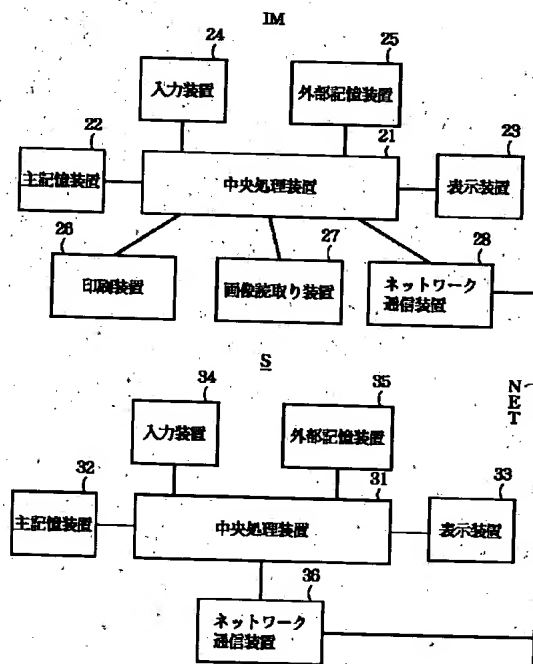 IM
24
25
入力装置
外部記憶装置
22
21
23
主記憶装置
中央処理装置
表示装置
26
27
28
印刷装置
画像読取り装置
ネットワーク
通信装置
S
NET
34
35
入力装置
外部記憶装置
32
31
33
主記憶装置
中央処理装置
表示装置
36
ネットワーク
通信装置